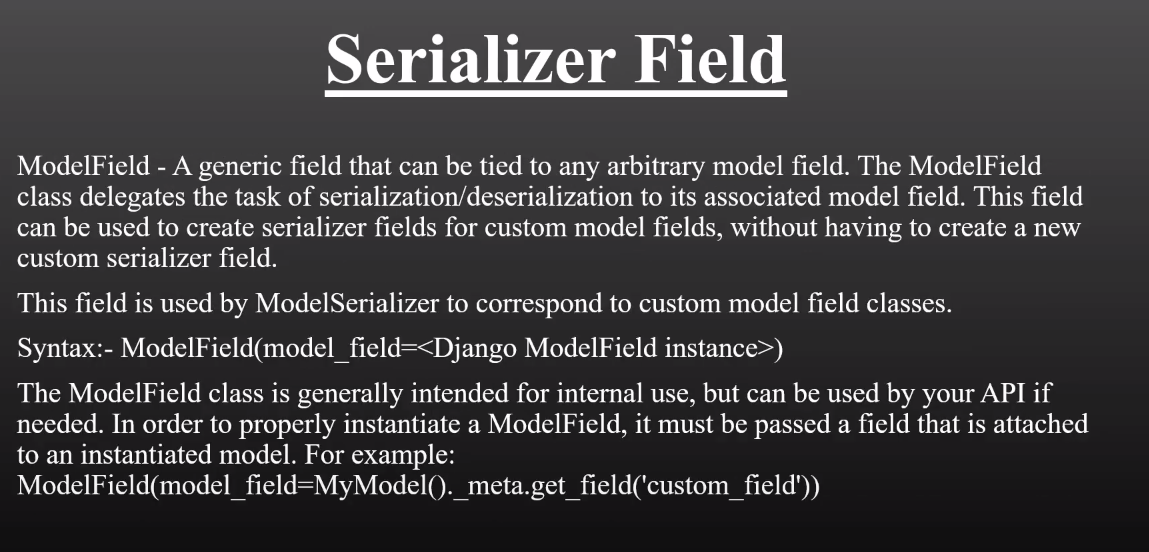 Serializer Field
ModelField - A generic field that can be tied to any arbitrary model field. The ModelField
class delegates the task of serialization/deserialization to its associated model field. This field
can be used to create serializer fields for custom model fields, without having to create a new
custom serializer field.
This field is used by ModelSerializer to correspond to custom model field classes.
Syntax:- ModelField(model_field=<Django ModelField instance>)
The ModelField class is generally intended for internal use, but can be used by your API if
needed. In order to properly instantiate a ModelField, it must be passed a field that is attached
to an instantiated model. For example:
ModelField(model_field=MyModel()._meta.get_field('custom_field'))